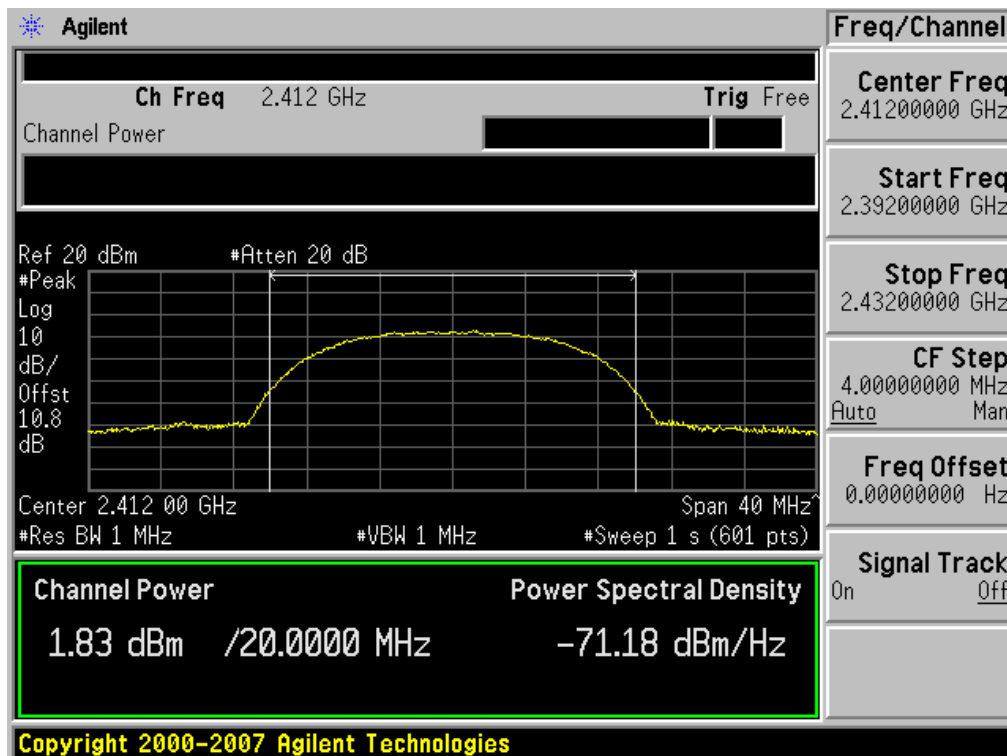 Agilent
Ch Freq 2.412 GHz Trig Free
Channel Power
Ref 20 dBm #Atten 20 dB
#Peak
Log
10
dB/
Offst
10.8
dB
Center 2.412 00 GHz Span 40 MHz^
#Res BW 1 MHz #VBW 1 MHz #Sweep 1 s (601 pts)
Channel Power Power Spectral Density
1.83 dBm /20.0000 MHz -71.18 dBm/Hz
Copyright 2000-2007 Agilent Technologies
Freq/Channel
Center Freq
2.41200000 GHz
Start Freq
2.39200000 GHz
Stop Freq
2.43200000 GHz
CF Step
4.00000000 MHz
Auto Man
Freq Offset
0.00000000 Hz
Signal Track
On Off